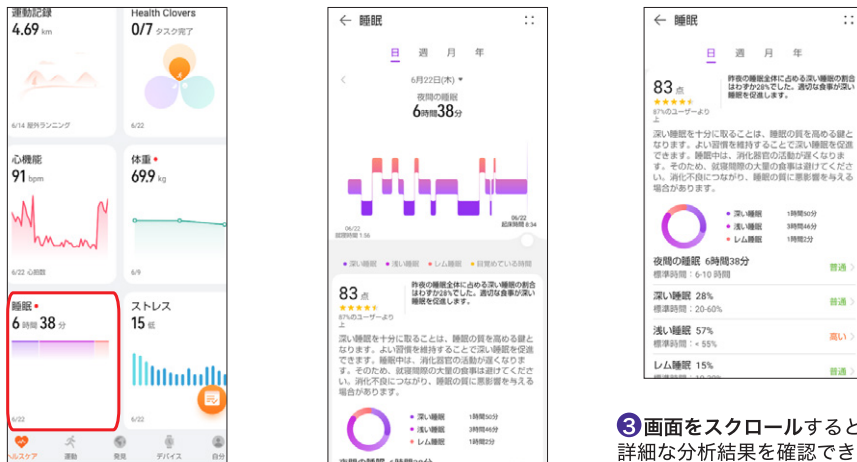 運動記録
4.69 km
6/14 屋外ランニング
Health Clovers
0/7 タスク完了
6/22
心機能
91 bpm
6/22 心拍数
体重
69.9 kg
6/9
睡眠
6 時間 38 分
6/22
ストレス
15 低
6/22
ヘルスケア 運動 発見 デバイス 自分
← 睡眠
日 週 月 年
6月22日(木)
夜間の睡眠
6時間38分
06/22
就寝時間 1:56
06/22
起床時間 8:34
深い睡眠 浅い睡眠 レム睡眠 目覚めている時間
83 点
87%のユーザーより
上
昨夜の睡眠全体に占める深い睡眠の割合
はわずか28%でした。適切な食事が深い
睡眠を促進します。
深い睡眠を十分に取ることは、睡眠の質を高める鍵と
なります。よい習慣を維持することで深い睡眠を促進
できます。睡眠中は、消化器官の活動が遅くなりま
す。そのため、就寝間際の大量の食事は避けてくださ
い。消化不良につながり、睡眠の質に悪影響を与える
場合があります。
深い睡眠 1時間50分
浅い睡眠 3時間46分
レム睡眠 1時間2分
← 睡眠
日 週 月 年
83 点
87%のユーザーより
上
昨夜の睡眠全体に占める深い睡眠の割合
はわずか28%でした。適切な食事が深い
睡眠を促進します。
深い睡眠を十分に取ることは、睡眠の質を高める鍵と
なります。よい習慣を維持することで深い睡眠を促進
できます。睡眠中は、消化器官の活動が遅くなりま
す。そのため、就寝間際の大量の食事は避けてくださ
い。消化不良につながり、睡眠の質に悪影響を与える
場合があります。
深い睡眠 1時間50分
浅い睡眠 3時間46分
レム睡眠 1時間2分
夜間の睡眠 6時間38分
標準時間：6-10 時間
普通
深い睡眠 28%
標準時間：20-60%
普通
浅い睡眠 57%
標準時間：< 55%
高い
レム睡眠 15%
普通
❸画面をスクロールすると
詳細な分析結果を確認でき